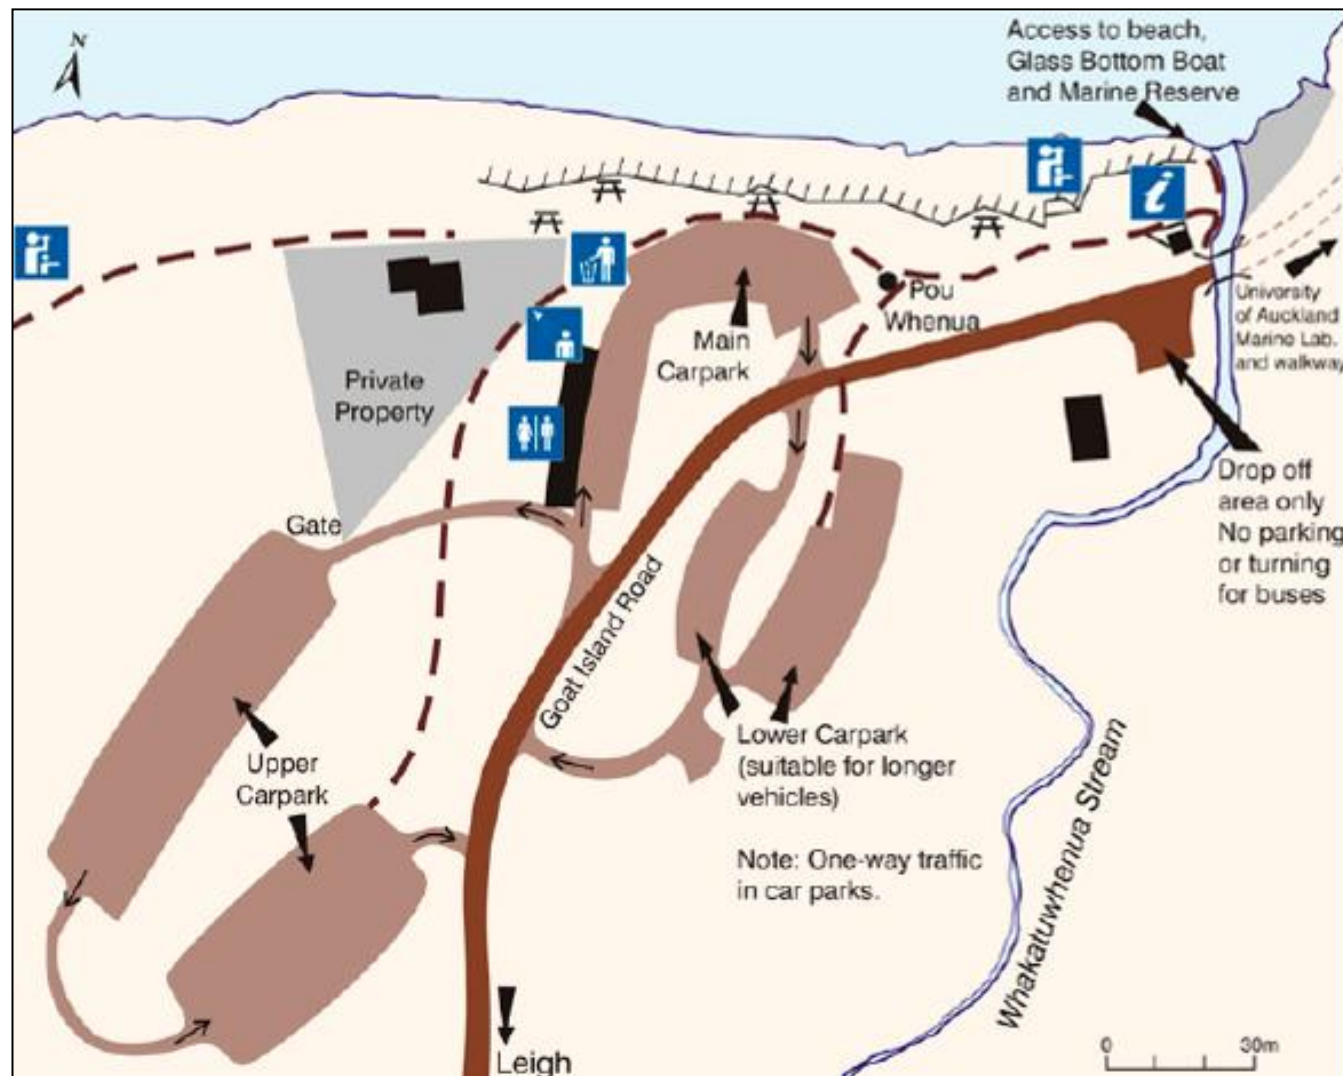 N
Access to beach,
Glass Bottom Boat
and Marine Reserve
i
Pou
Whenua
University
of Auckland
Marine Lab.
and walkway
Main
Carpark
Private
Property
Drop off
area only
No parking
or turning
for buses
Gate
Goat Island Road
Lower Carpark
(suitable for longer
vehicles)
Note: One-way traffic
in car parks.
Upper
Carpark
Whakatuwhenua Stream
Leigh
0 30m